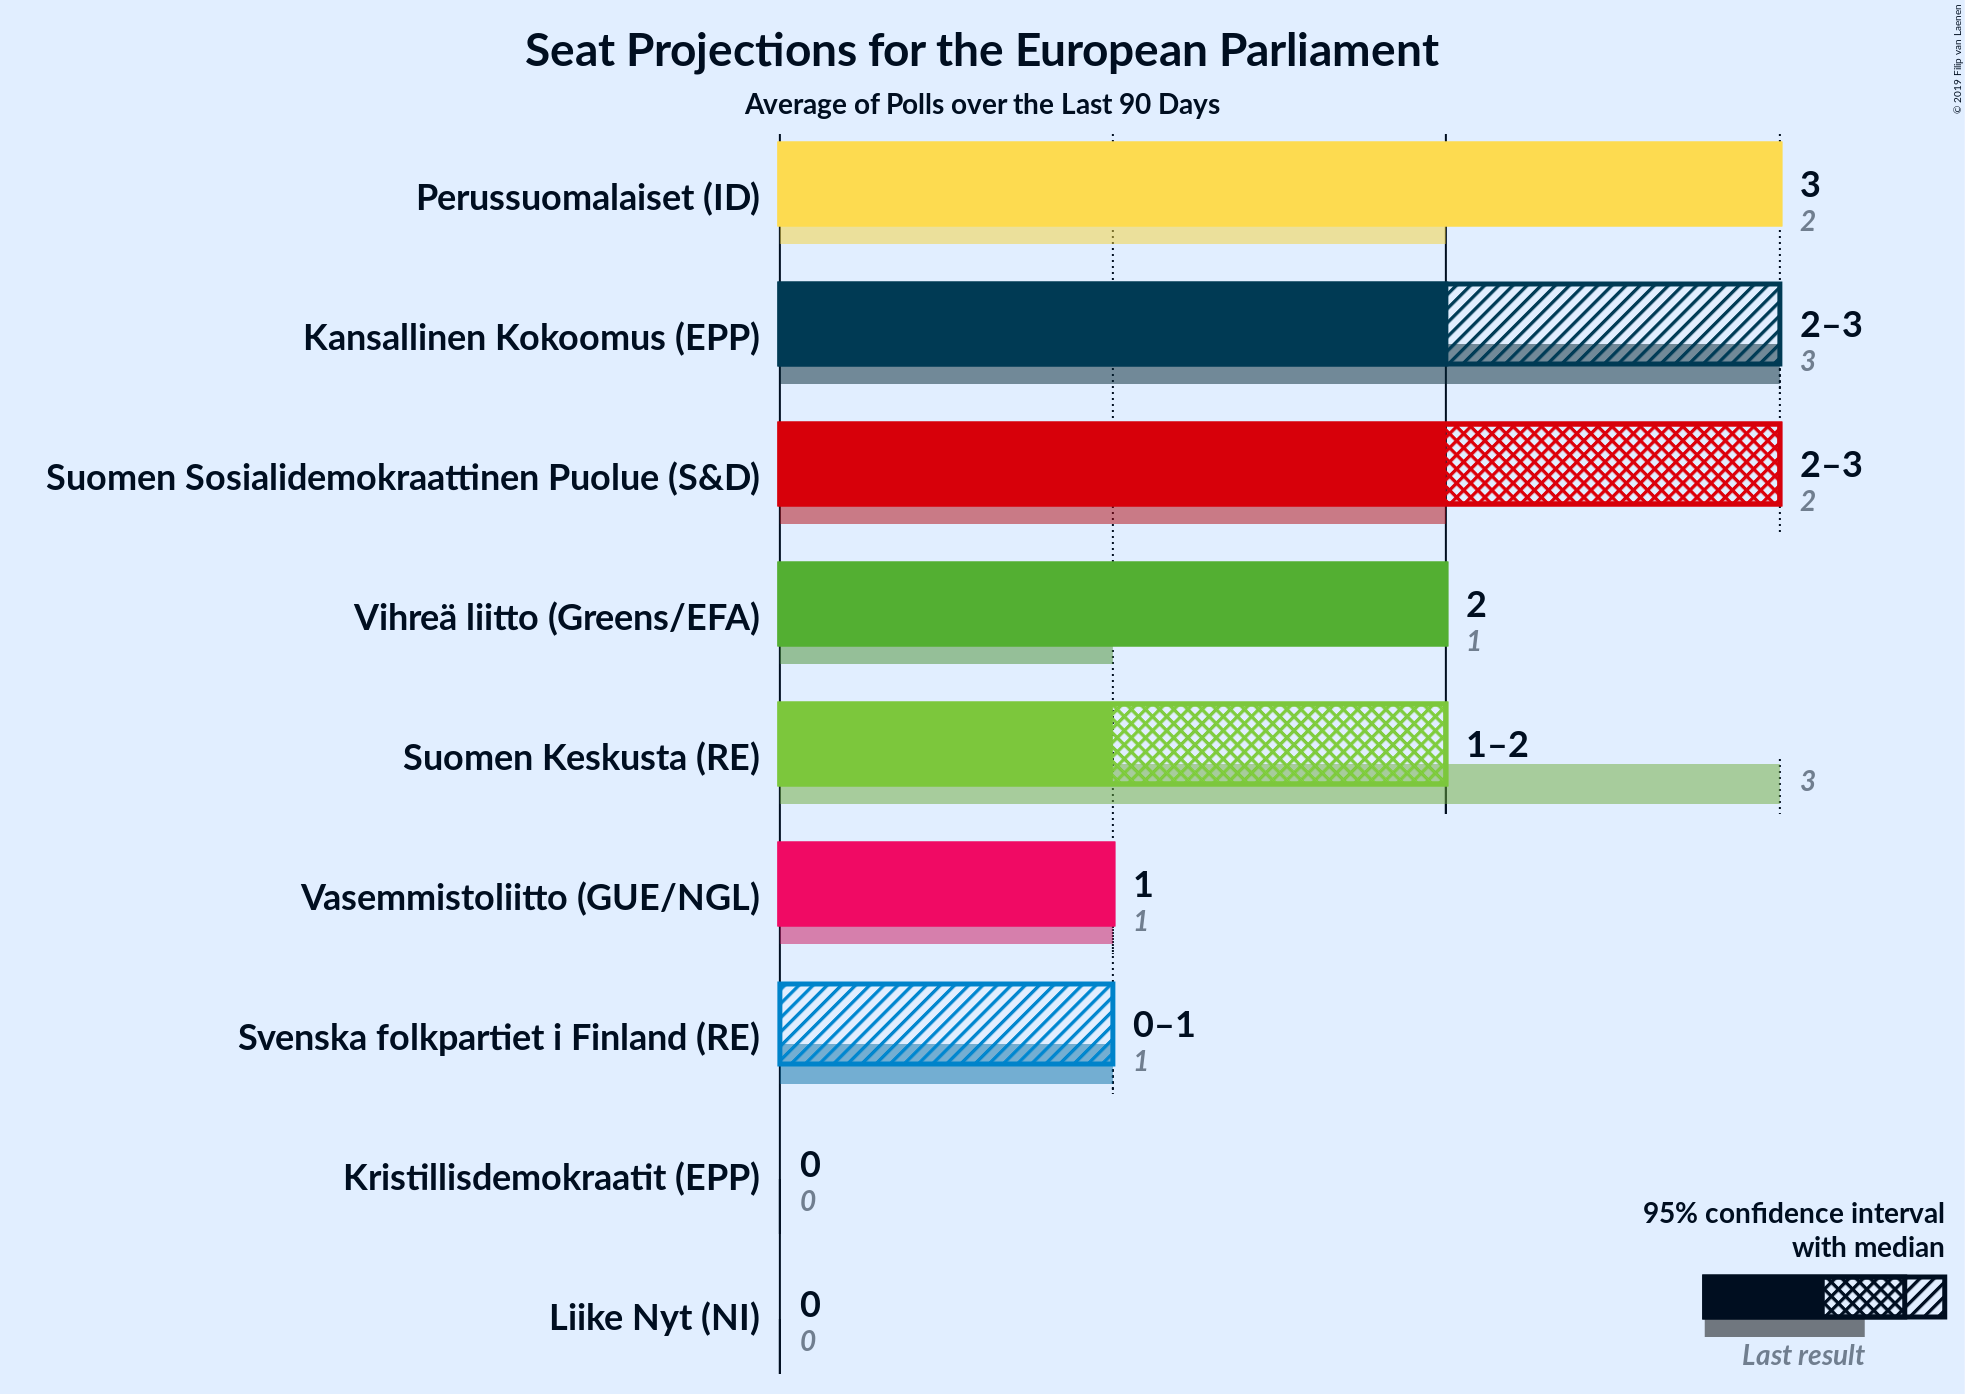 Seat Projections for the European Parliament
Average of Polls over the Last 90 Days
© 2019 Filip van Laenen
Perussuomalaiset (ID)
3
2
Kansallinen Kokoomus (EPP)
2–3
3
Suomen Sosialidemokraattinen Puolue (S&D)
2–3
2
Vihreä liitto (Greens/EFA)
2
1
Suomen Keskusta (RE)
1–2
3
Vasemmistoliitto (GUE/NGL)
1
1
Svenska folkpartiet i Finland (RE)
0–1
1
Kristillisdemokraatit (EPP)
0
0
Liike Nyt (NI)
0
0
95% confidence interval
with median
Last result